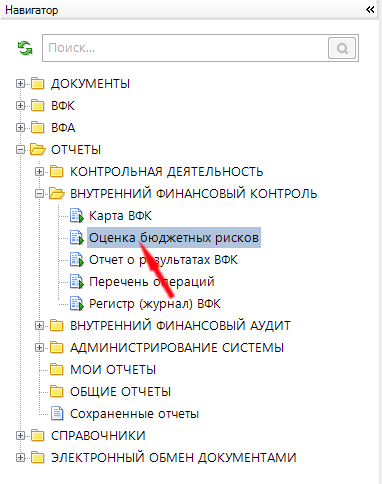 Навигатор
Поиск...
ДОКУМЕНТЫ
ВФК
ВФА
ОТЧЕТЫ
КОНТРОЛЬНАЯ ДЕЯТЕЛЬНОСТЬ
ВНУТРЕННИЙ ФИНАНСОВЫЙ КОНТРОЛЬ
Карта ВФК
Оценка бюджетных рисков
Отчет о результатах ВФК
Перечень операций
Регистр (журнал) ВФК
ВНУТРЕННИЙ ФИНАНСОВЫЙ АУДИТ
АДМИНИСТРИРОВАНИЕ СИСТЕМЫ
МОИ ОТЧЕТЫ
ОБЩИЕ ОТЧЕТЫ
Сохраненные отчеты
СПРАВОЧНИКИ
ЭЛЕКТРОННЫЙ ОБМЕН ДОКУМЕНТАМИ